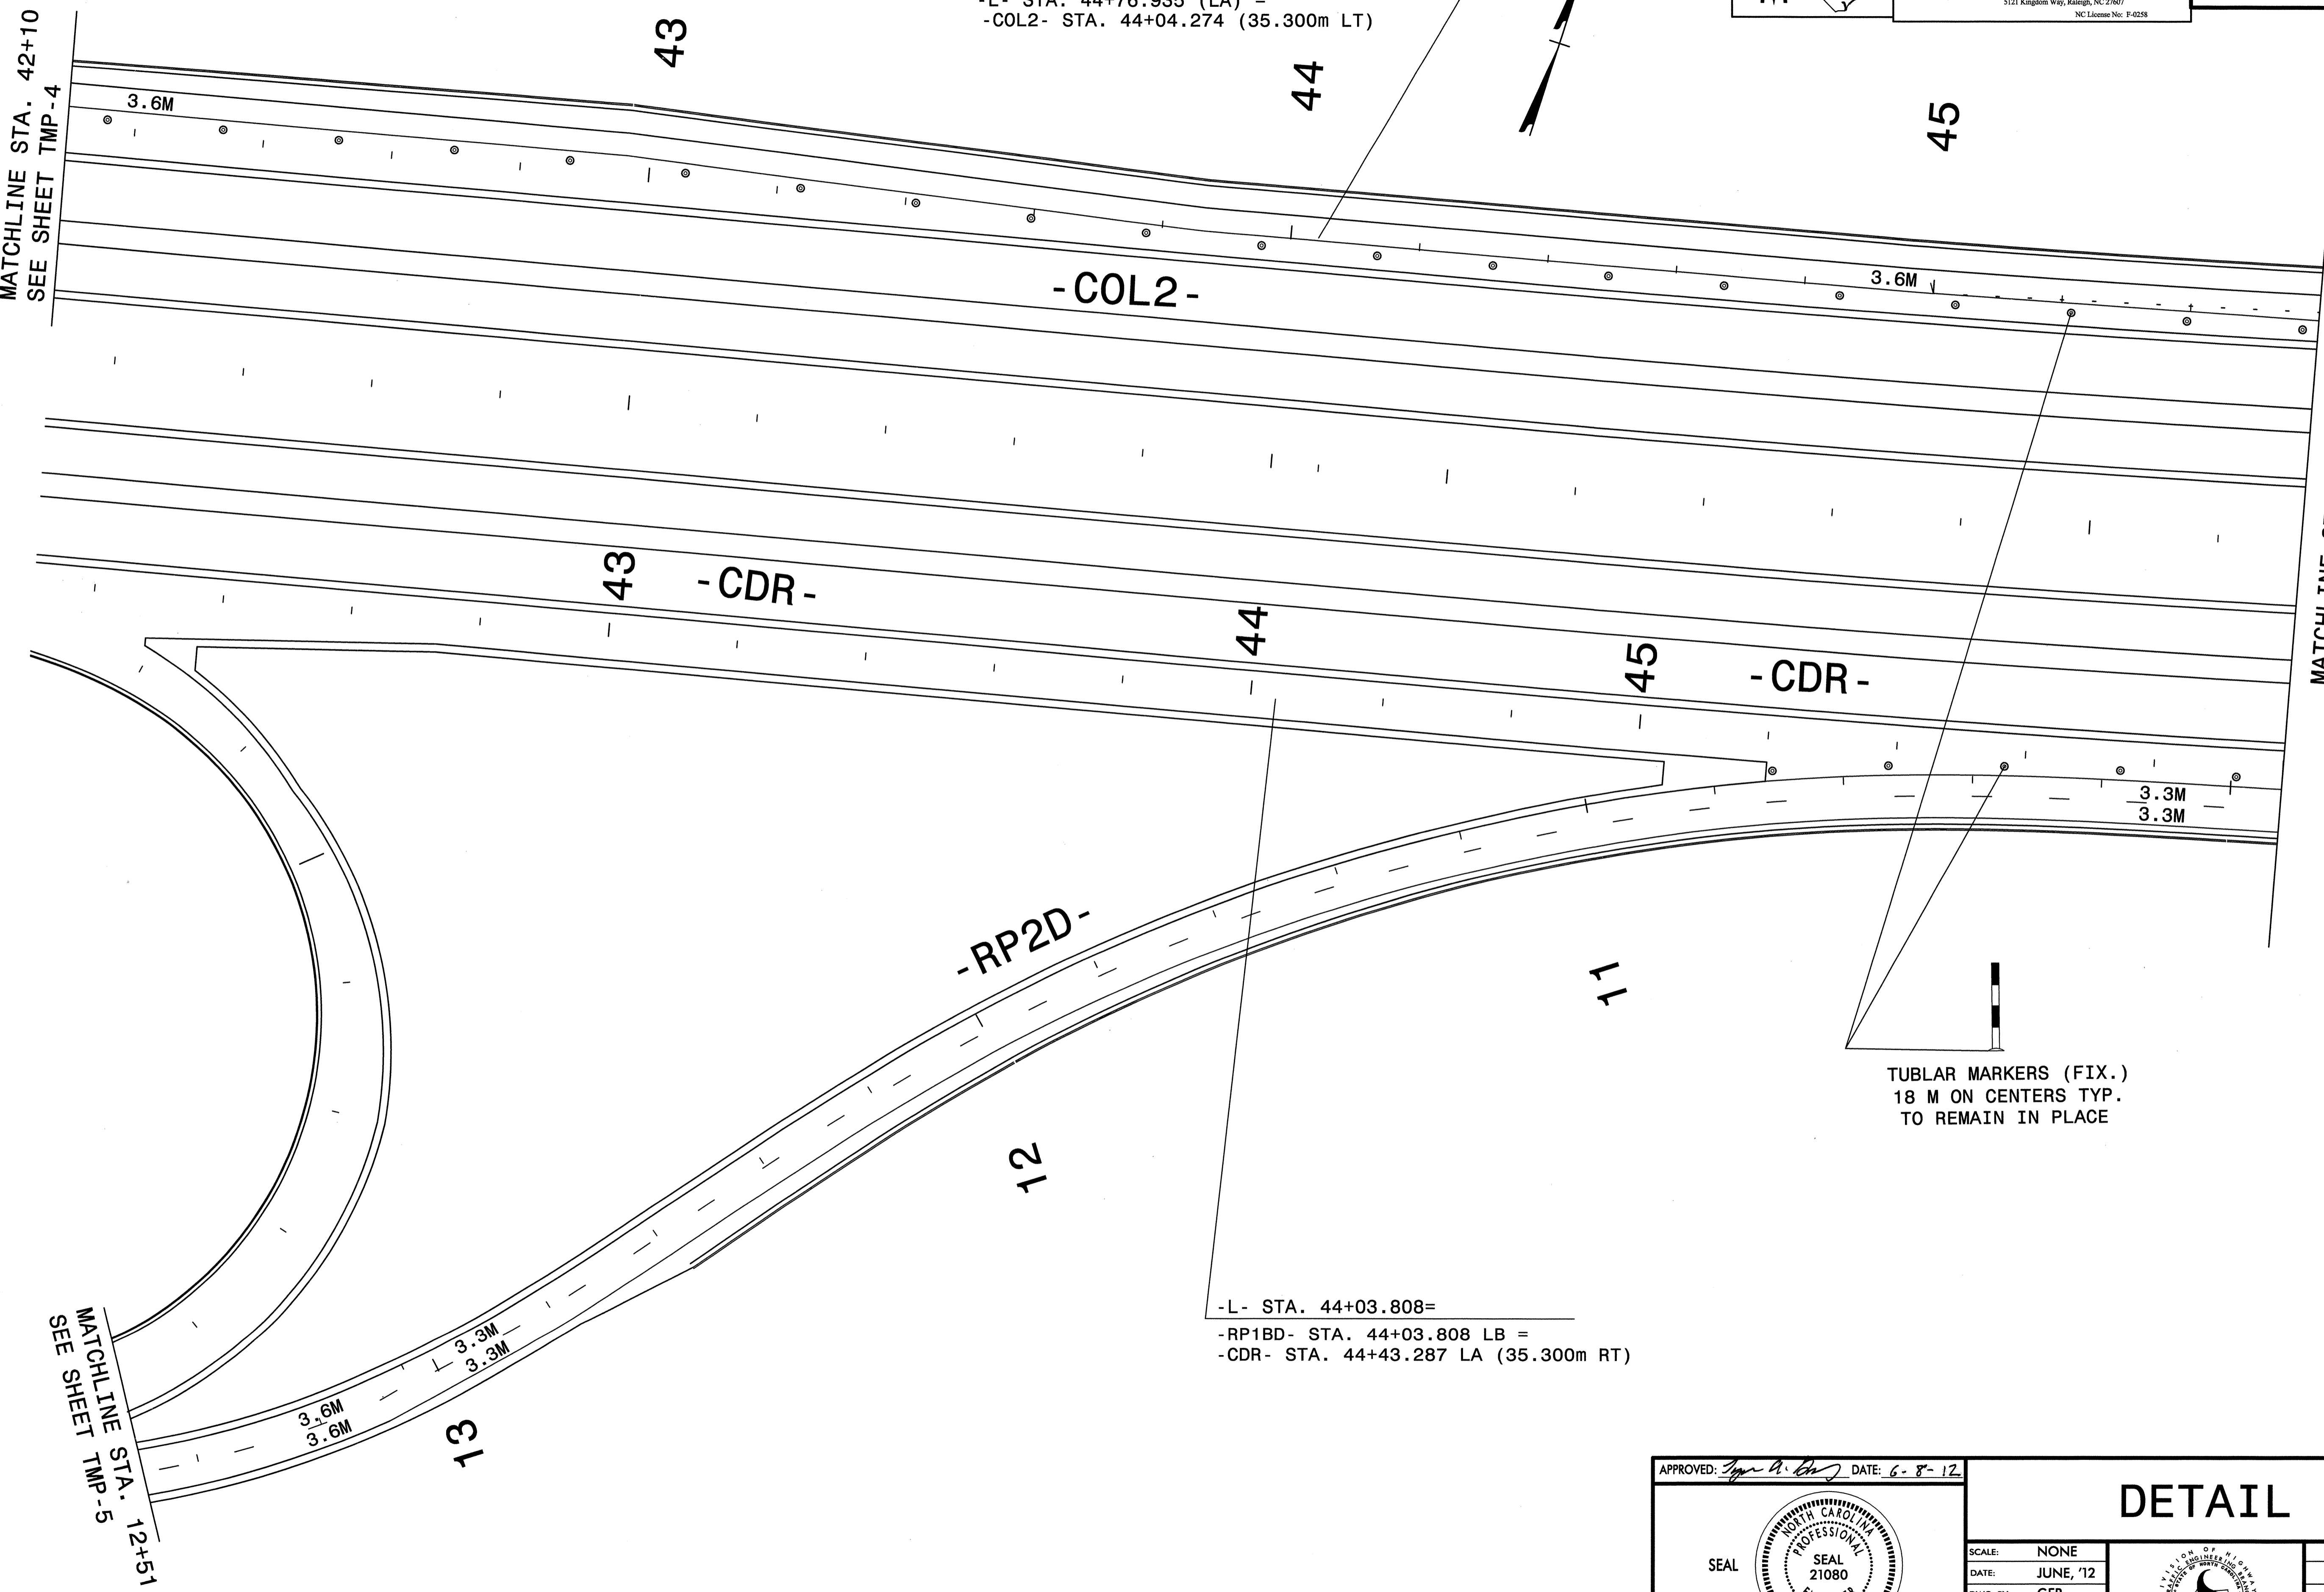 -L- STA. 44+76.935 (LA) =
-COL2- STA. 44+04.274 (35.300m LT)
5121 Kingdom Way, Raleigh, NC 27607
NC License No: F-0258
MATCHLINE STA. 42+10
SEE SHEET TMP-4
43
44
45
3.6M
3.6M
-COL2-
43
-CDR-
44
45
-CDR-
MATCHLINE
3.3M
3.3M
-RP2D-
11
12
13
TUBLAR MARKERS (FIX.)
18 M ON CENTERS TYP.
TO REMAIN IN PLACE
-L- STA. 44+03.808=
-RP1BD- STA. 44+03.808 LB =
-CDR- STA. 44+43.287 LA (35.300m RT)
3.3M
3.3M
3.6M
3.6M
MATCHLINE STA. 12+51
SEE SHEET TMP-5
APPROVED: DATE: 6-8-12
SEAL
NORTH CAROLINA
PROFESSIONAL
SEAL
21080
DETAIL
SCALE: NONE
DATE: JUNE, '12